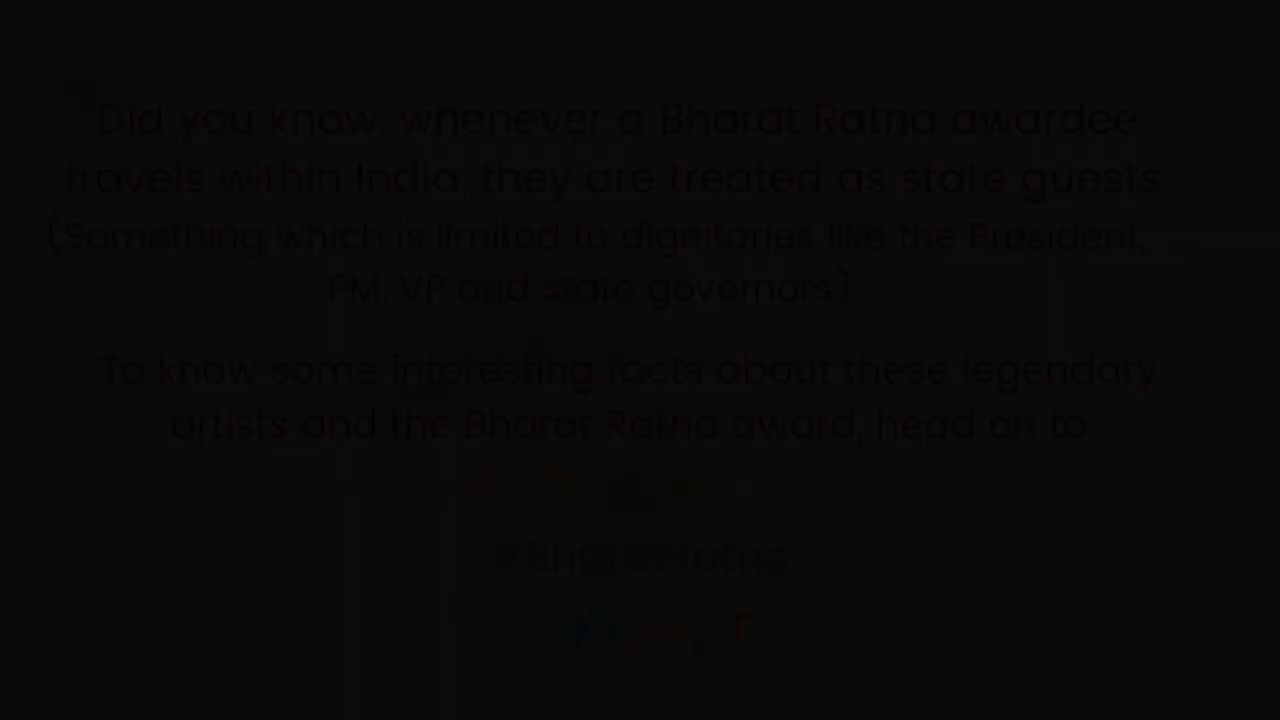 Did you know, whenever a Bharat Ratna awardee
travels within India, they are treated as state guests.
(Something which is limited to dignitaries like the President,
PM, VP and state governors)
To know some interesting facts about these legendary
artists and the Bharat Ratna award, head on to
#BharatRatna